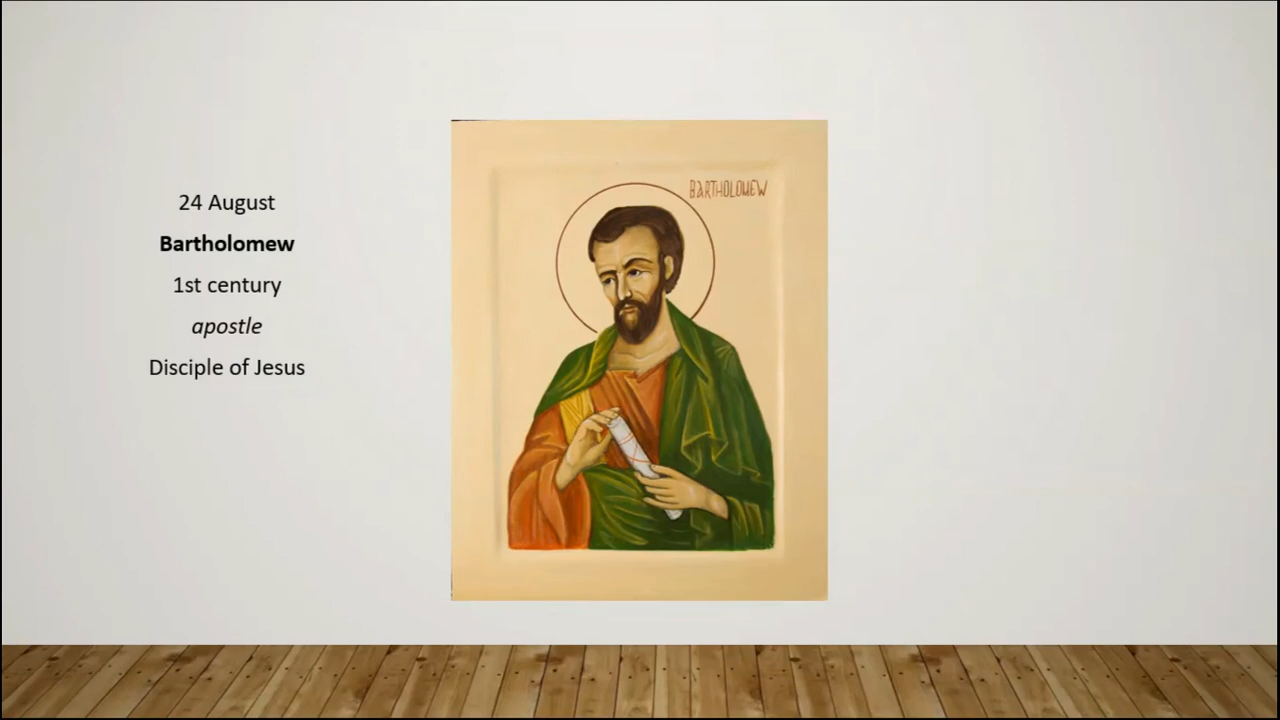 24 August
Bartholomew
1st century
apostle
Disciple of Jesus
BARTHOLOMEW